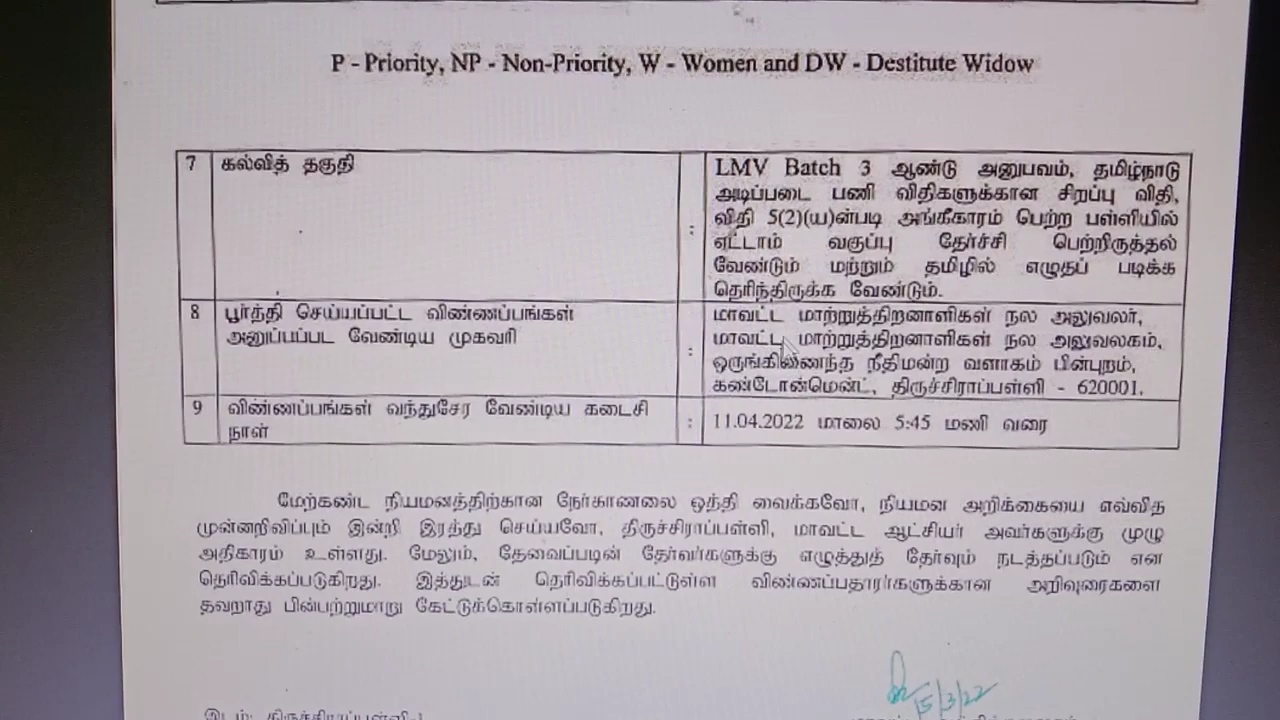 P - Priority, NP - Non-Priority, W - Women and DW - Destitute Widow
7 கல்வித் தகுதி : LMV Batch 3 ஆண்டு அனுபவம், தமிழ்நாடு
அடிப்படை பணி விதிகளுக்கான சிறப்பு விதி,
விதி 5(2)(ய)ன்படி அங்கீகாரம் பெற்ற பள்ளியில்
ஏட்டாம் வகுப்பு தேர்ச்சி பெற்றிருத்தல்
வேண்டும் மற்றும் தமிழில் எழுதப் படிக்க
தெரிந்திருக்க வேண்டும்.
8 பூர்த்தி செய்யப்பட்ட விண்ணப்பங்கள்
அனுப்பப்பட வேண்டிய முகவரி
: மாவட்ட மாற்றுத்திறனாளிகள் நல அலுவலர்,
மாவட்ட மாற்றுத்திறனாளிகள் நல அலுவலகம்,
ஒருங்கிணைந்த நீதிமன்ற வளாகம் பின்புறம்,
கண்டோன்மென்ட், திருச்சிராப்பள்ளி - 620001.
9 விண்ணப்பங்கள் வந்துசேர வேண்டிய கடைசி
நாள்
: 11.04.2022 மாலை 5:45 மணி வரை
மேற்கண்ட நியமனத்திற்கான நேர்காணலை ஒத்தி வைக்கவோ, நியமன அறிக்கையை எவ்வித
முன்னறிவிப்பும் இன்றி இரத்து செய்யவோ, திருச்சிராப்பள்ளி, மாவட்ட ஆட்சியர் அவர்களுக்கு முழு
அதிகாரம் உள்ளது. மேலும், தேவைப்படின் தேர்வர்களுக்கு எழுத்துத் தேர்வும் நடத்தப்படும் என
தெரிவிக்கப்படுகிறது. இத்துடன் தெரிவிக்கப்பட்டுள்ள விண்ணப்பதாரர்களுக்கான அறிவுரைகளை
தவறாது பின்பற்றுமாறு கேட்டுக்கொள்ளப்படுகிறது.
15/3/22
இடம்: திருச்சிராப்பள்ளி